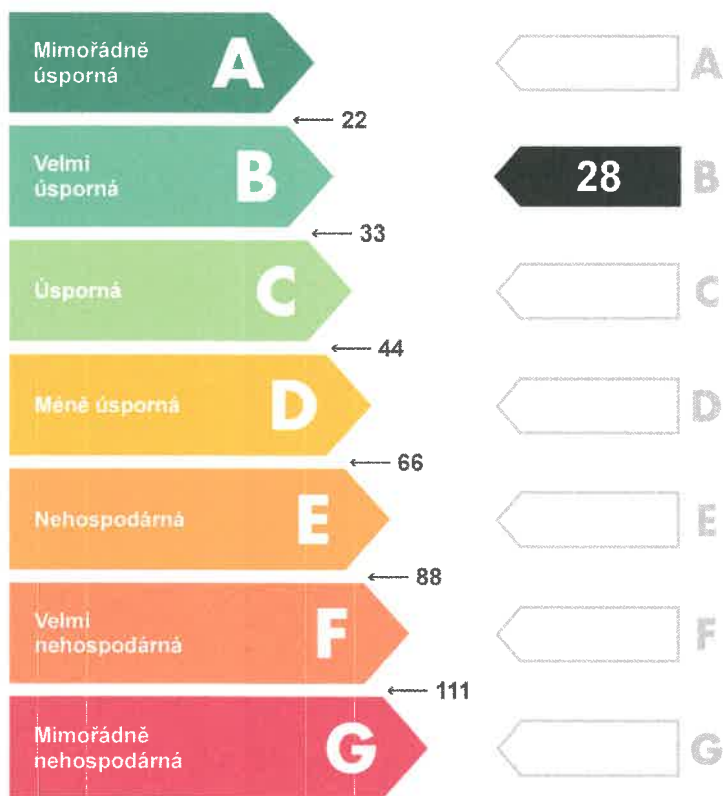 Mimořádně
úsporná
A
A
← 22
Velmi
úsporná
B
28
B
← 33
Úsporná
C
C
← 44
Méně úsporná
D
D
← 66
Nehospodárná
E
E
← 88
Velmi
nehospodárná
F
F
← 111
Mimořádně
nehospodárná
G
G